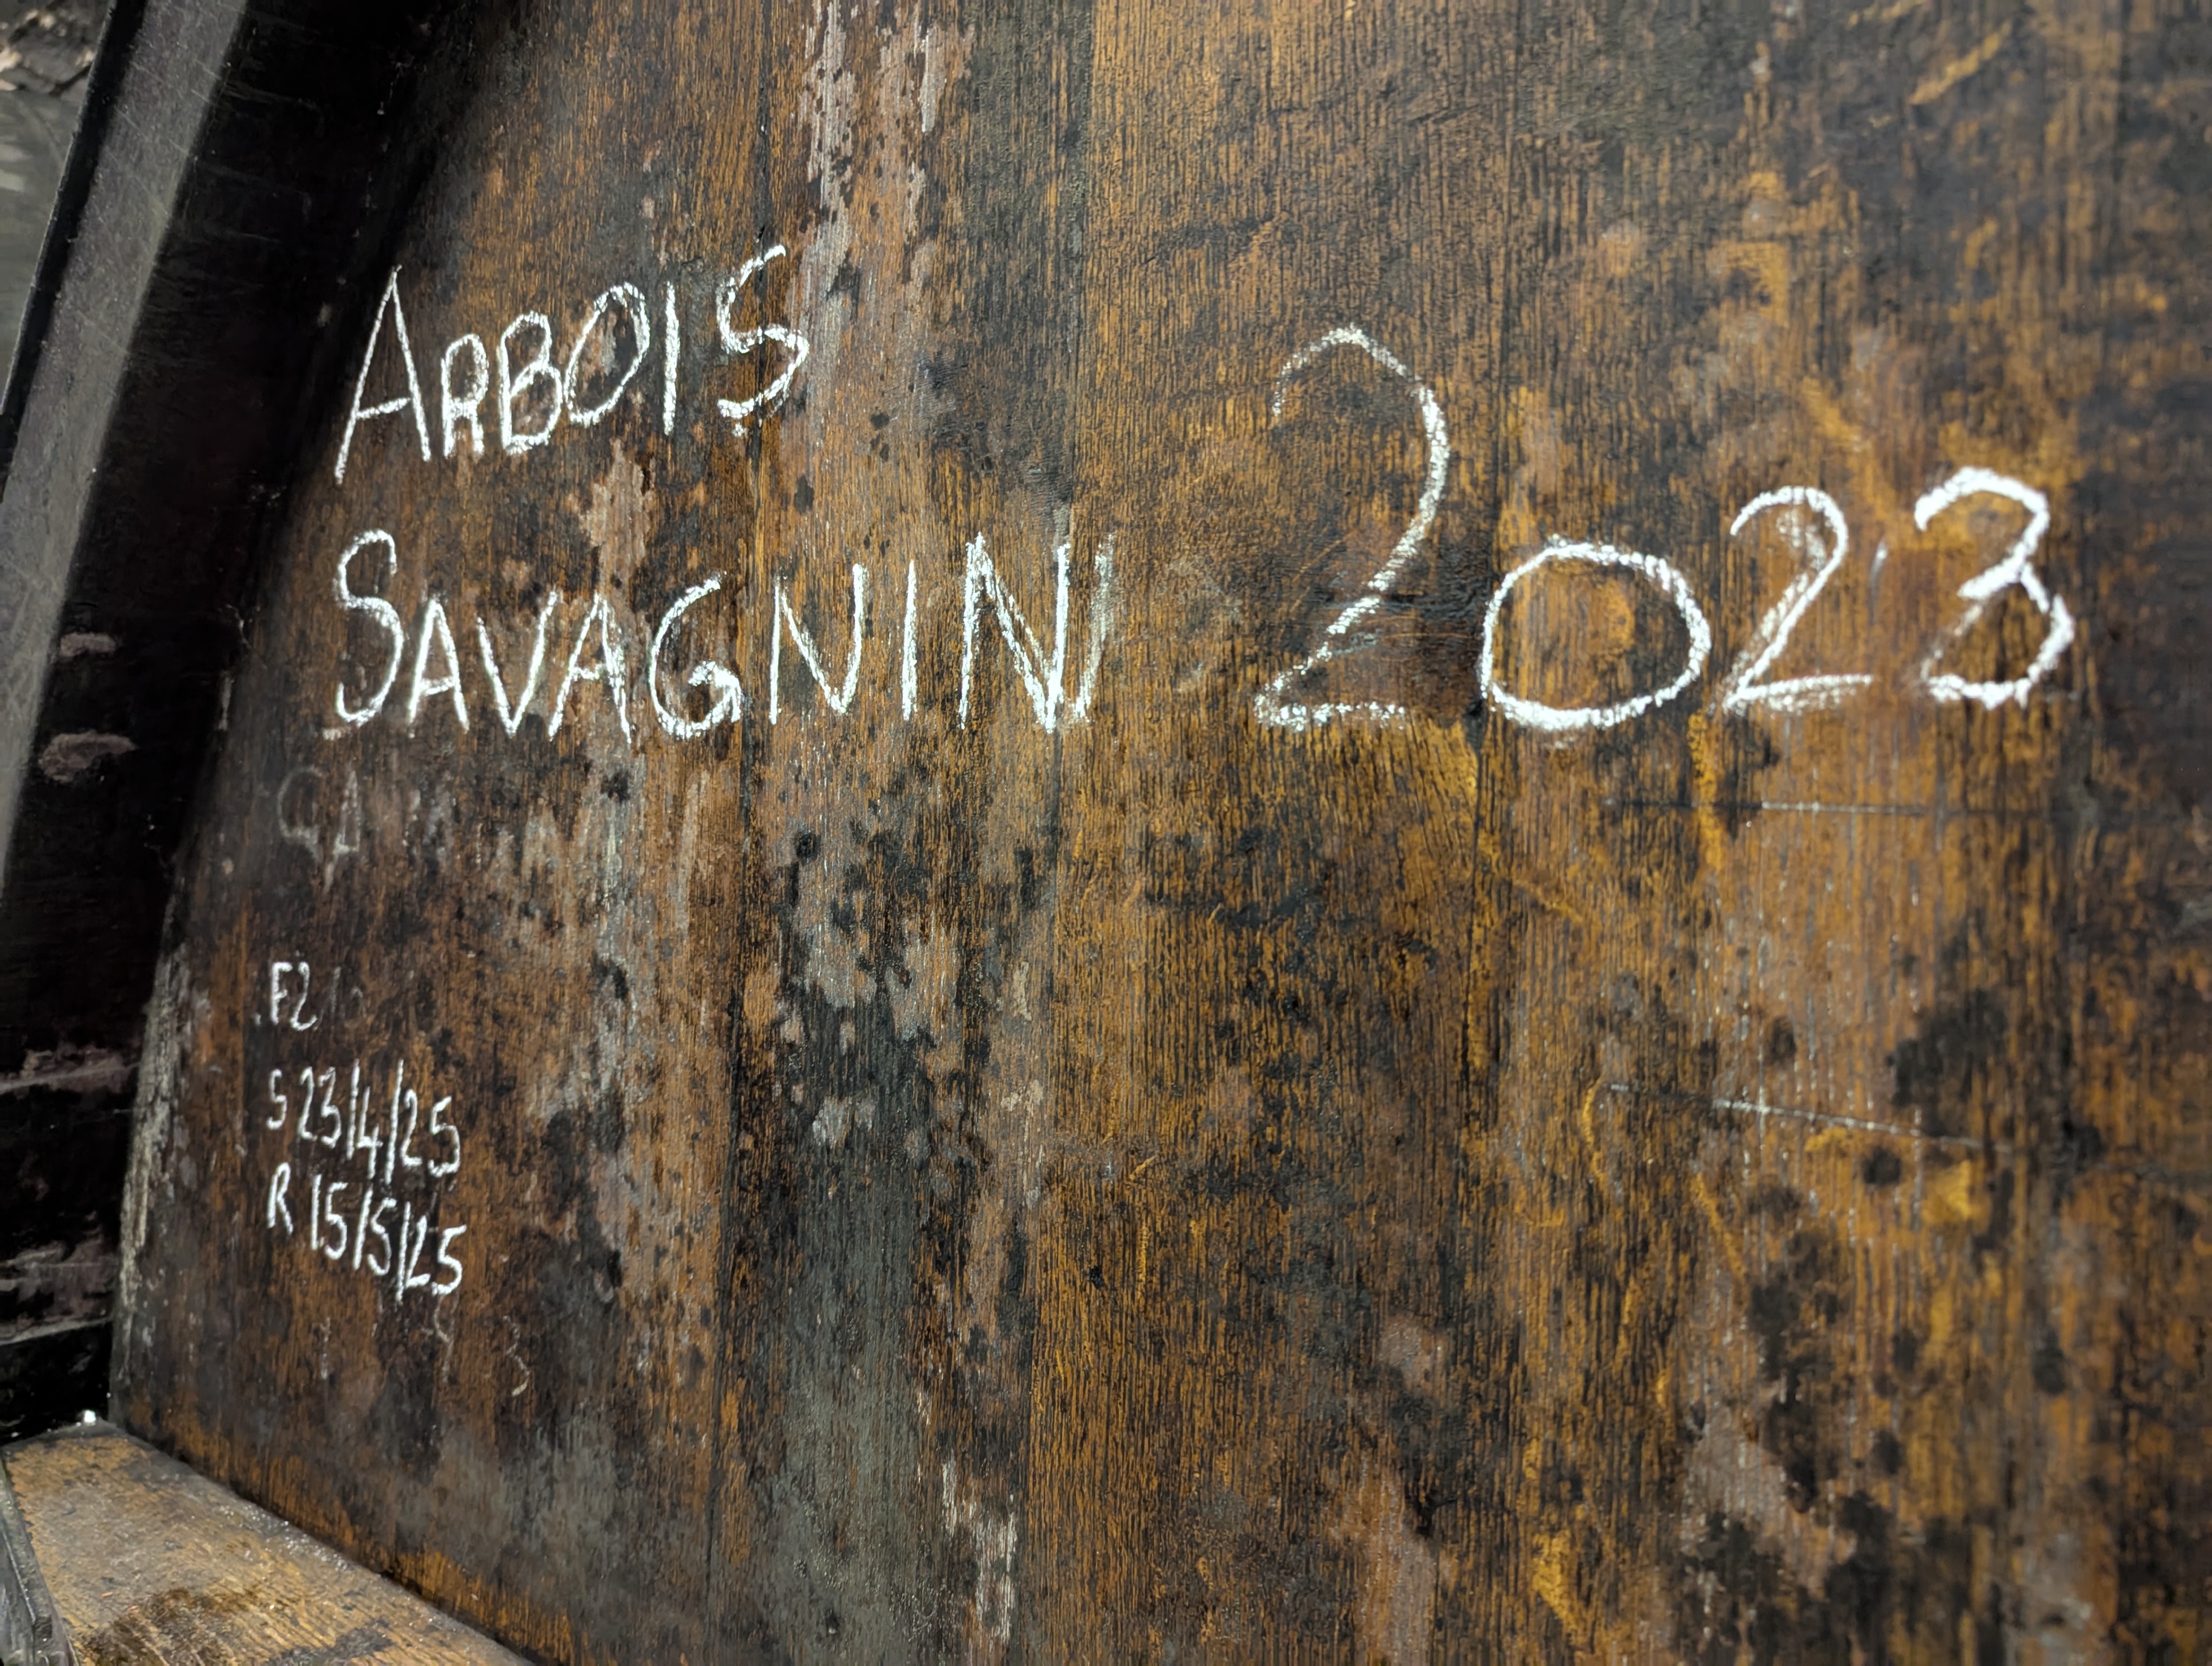 ARBOIS
SAVAGNIN 2023
F2
S 23/4/25
R 15/5/25